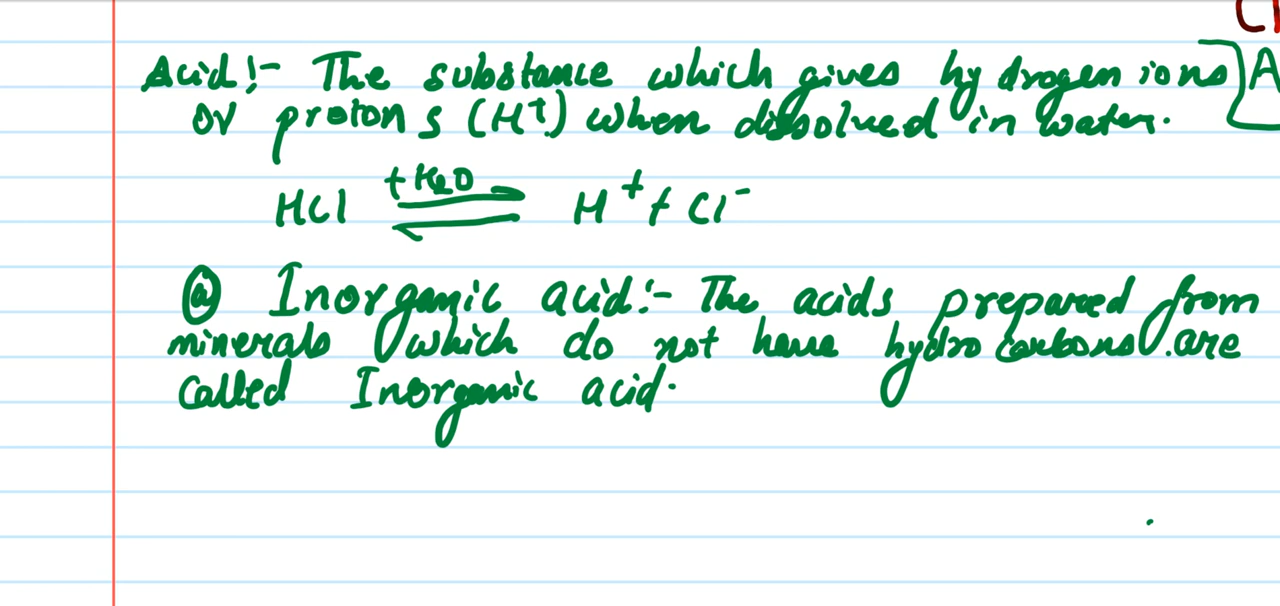 Acid:- The substance which gives hydrogen ions
or protons (H+) when dissolved in water.
HCl +H2O ⇌ H+ + Cl-
ⓐ Inorganic acid:- The acids prepared from
minerals which do not have hydrocarbons are
called Inorganic acid.